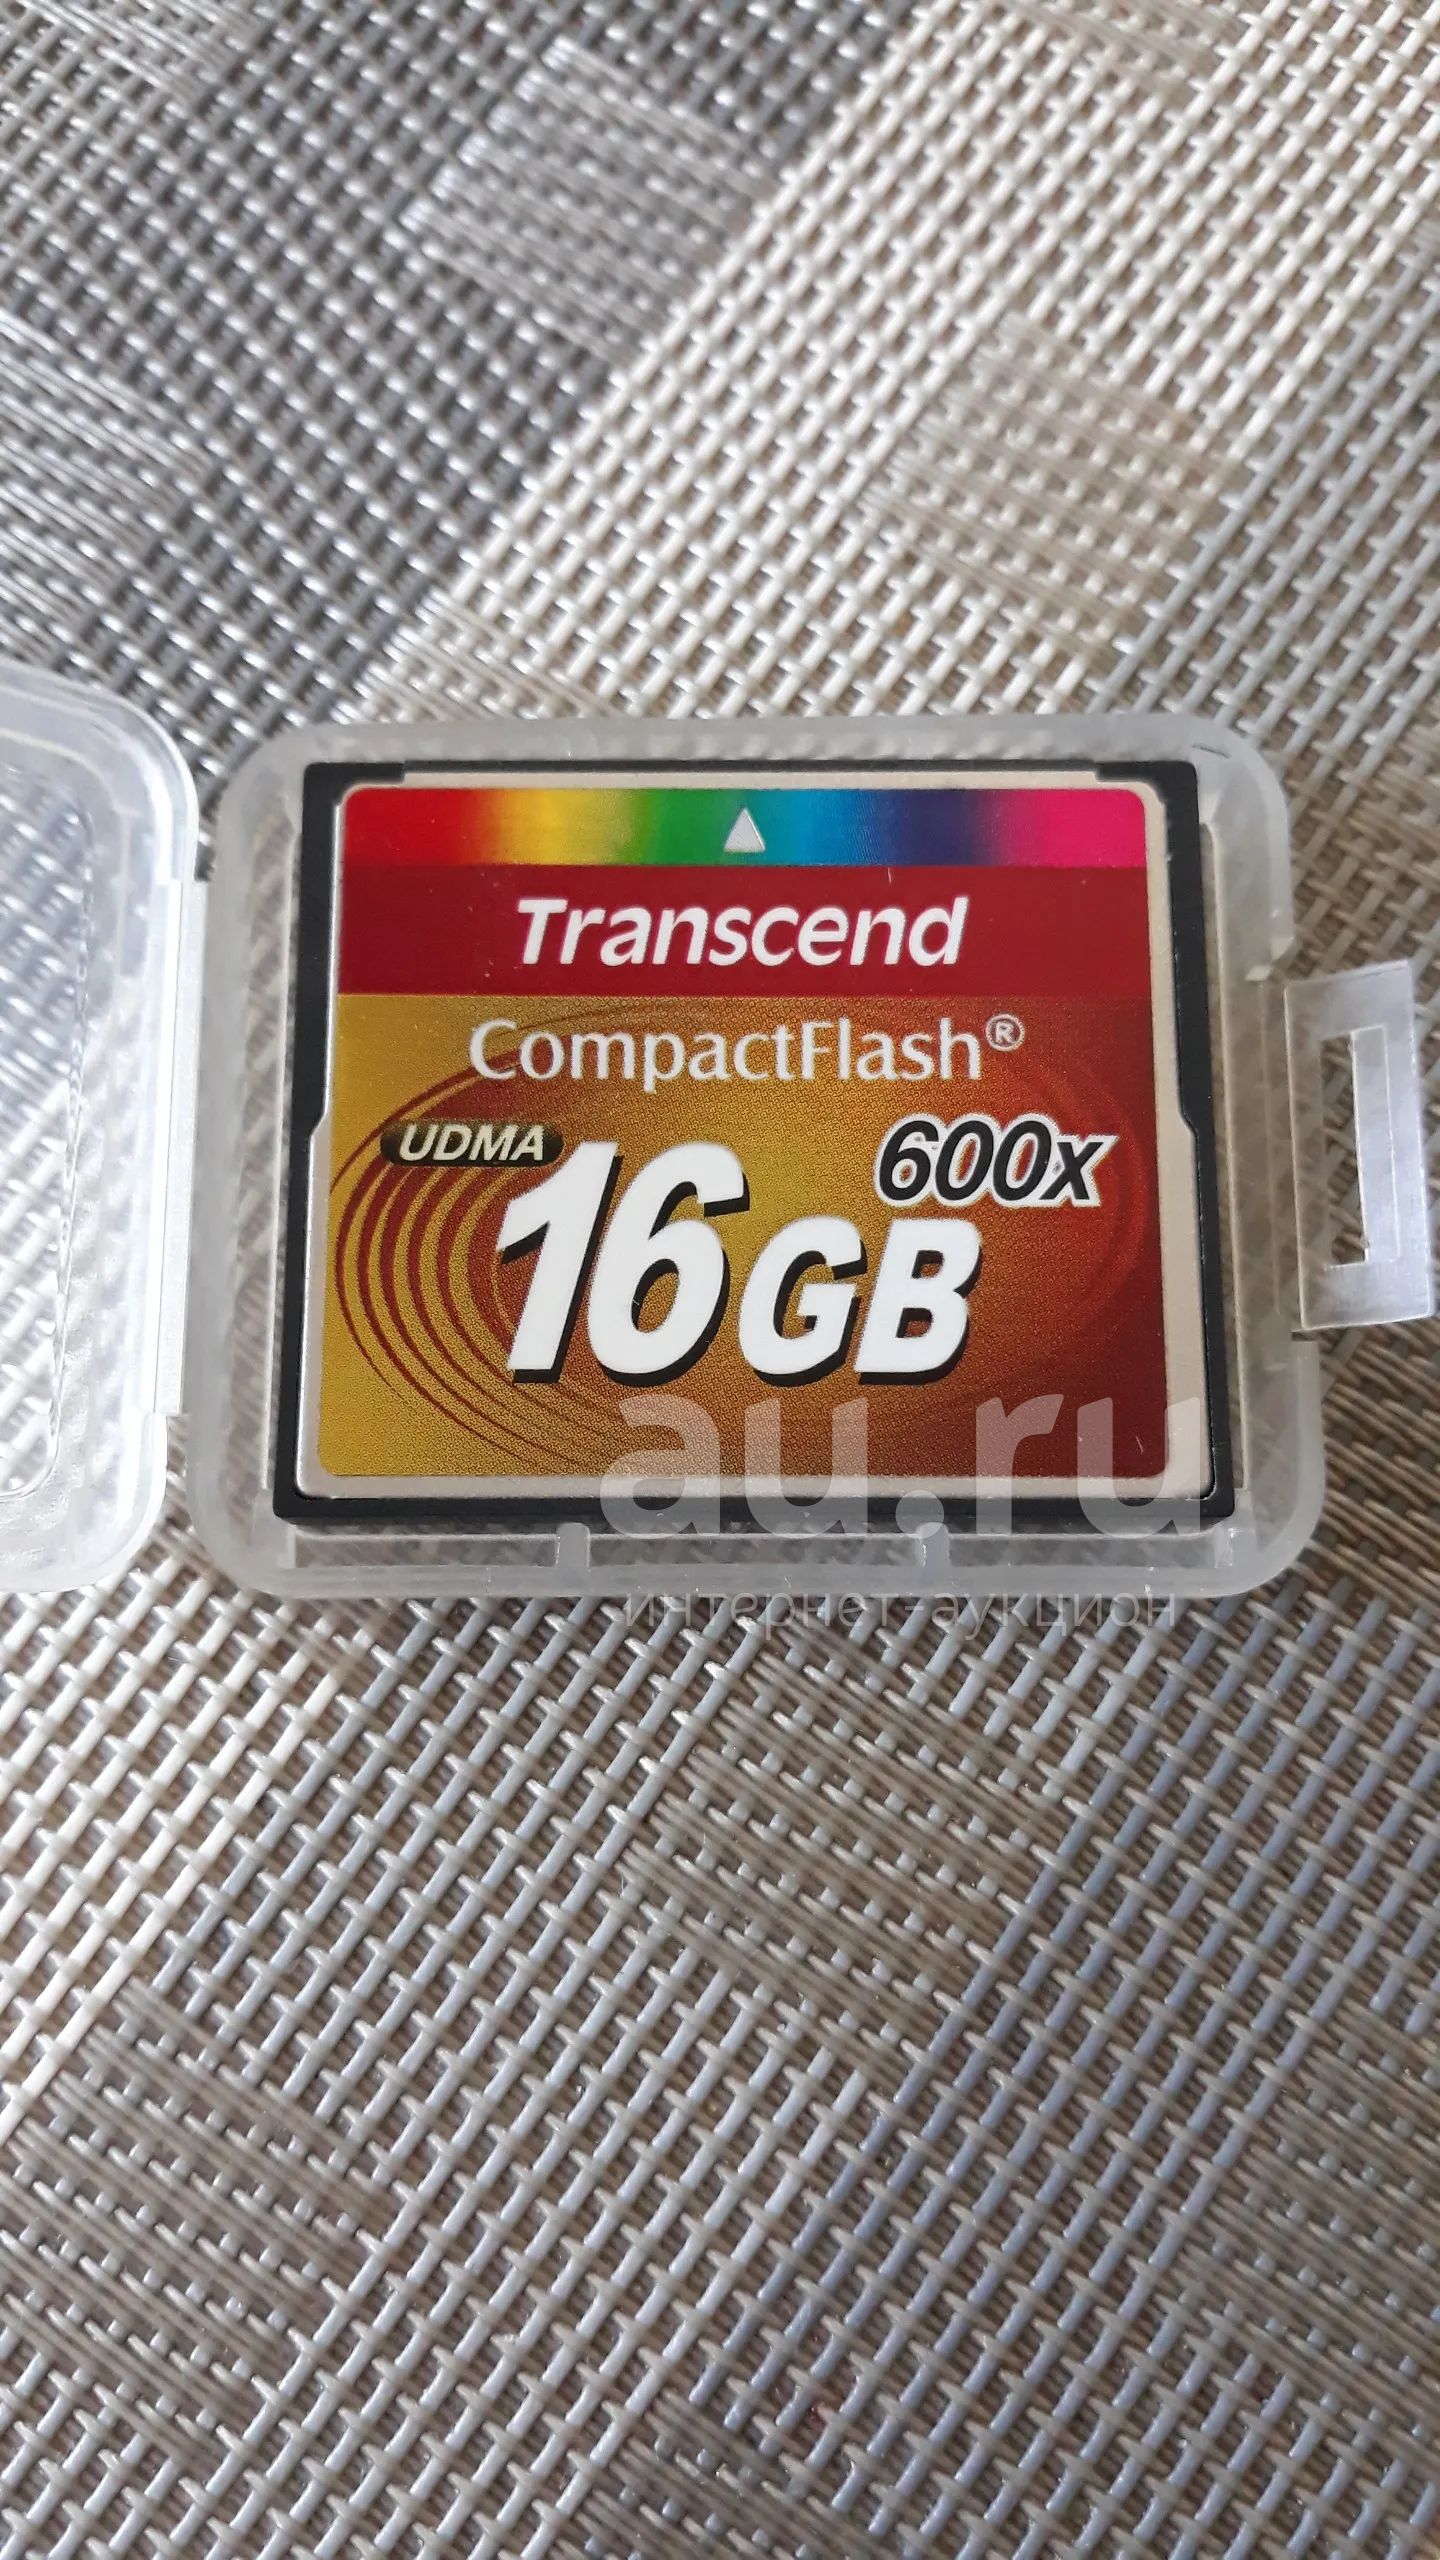 Transcend
CompactFlash®
UDMA
600x
16GB
au.ru
интернет-аукцион